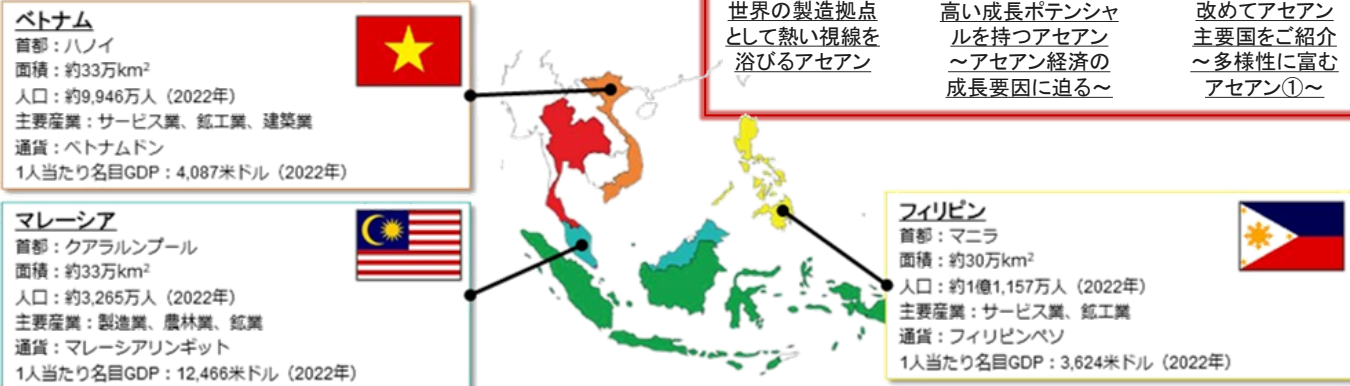 ベトナム
首都：ハノイ
面積：約33万km²
人口：約9,946万人（2022年）
主要産業：サービス業、鉱工業、建築業
通貨：ベトナムドン
1人当たり名目GDP：4,087米ドル（2022年）
世界の製造拠点
として熱い視線を
浴びるアセアン
高い成長ポテンシャ
ルを持つアセアン
～アセアン経済の
成長要因に迫る～
改めてアセアン
主要国をご紹介
～多様性に富む
アセアン①～
マレーシア
首都：クアラルンプール
面積：約33万km²
人口：約3,265万人（2022年）
主要産業：製造業、農林業、鉱業
通貨：マレーシアリンギット
1人当たり名目GDP：12,466米ドル（2022年）
フィリピン
首都：マニラ
面積：約30万km²
人口：約1億1,157万人（2022年）
主要産業：サービス業、鉱工業
通貨：フィリピンペソ
1人当たり名目GDP：3,624米ドル（2022年）